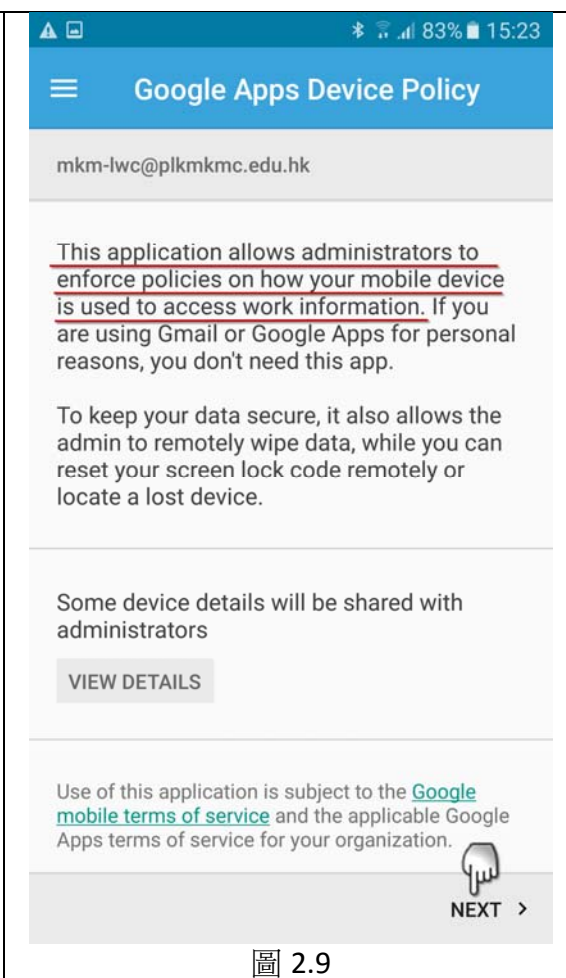 83% 15:23
Google Apps Device Policy
mkm-lwc@plkmkmc.edu.hk
This application allows administrators to
enforce policies on how your mobile device
is used to access work information. If you
are using Gmail or Google Apps for personal
reasons, you don't need this app.
To keep your data secure, it also allows the
admin to remotely wipe data, while you can
reset your screen lock code remotely or
locate a lost device.
Some device details will be shared with
administrators
VIEW DETAILS
Use of this application is subject to the Google
mobile terms of service and the applicable Google
Apps terms of service for your organization.
NEXT >
圖 2.9